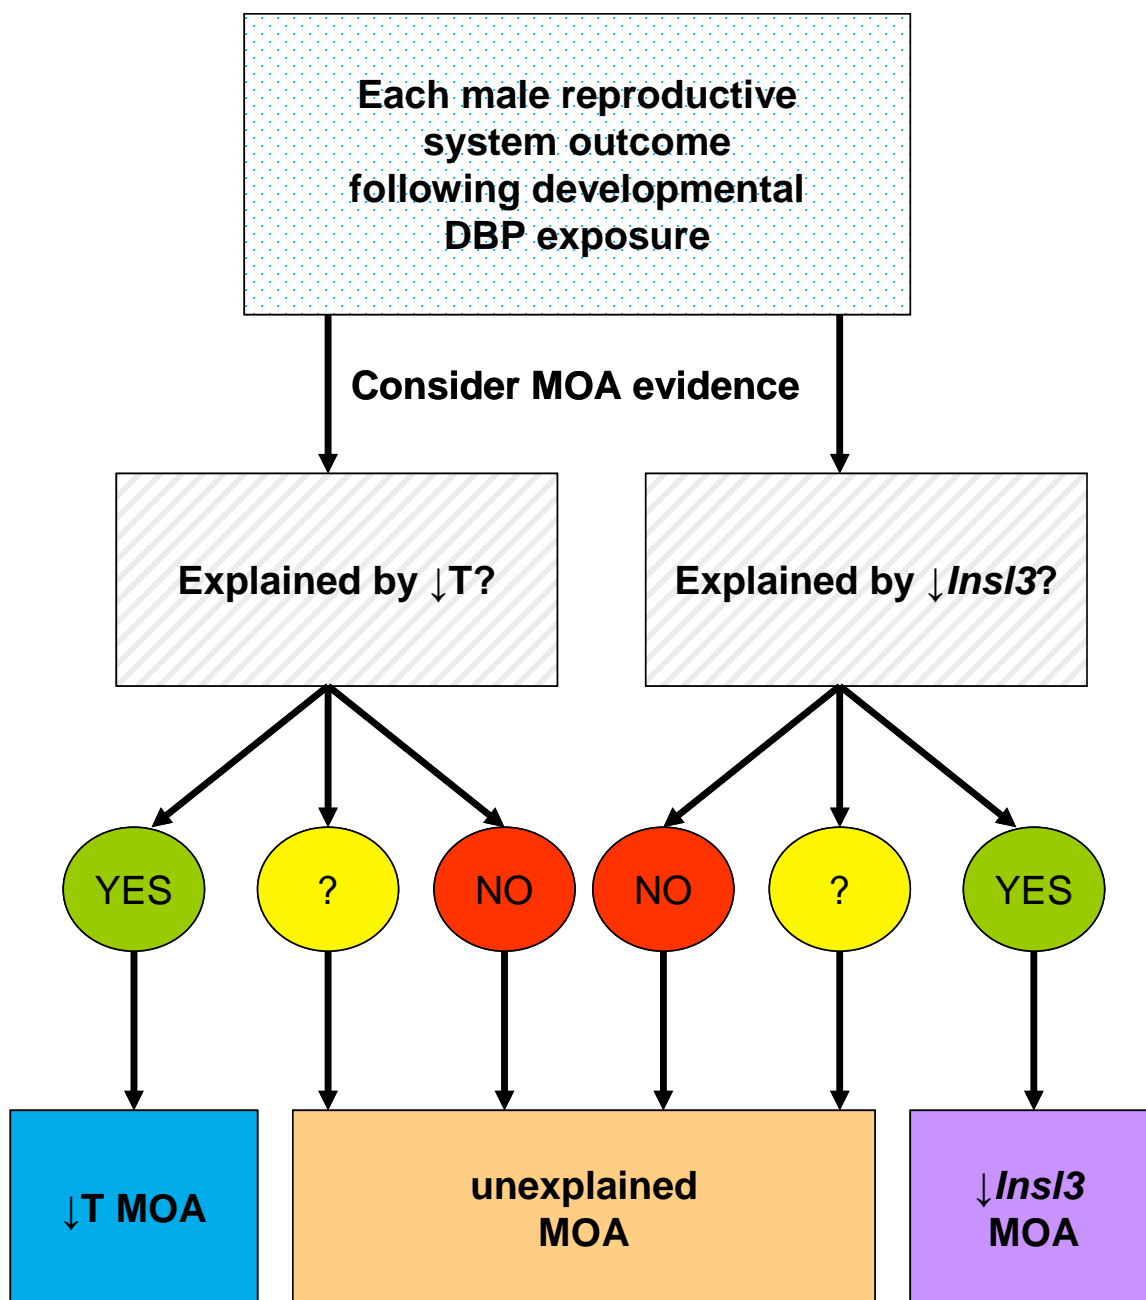 Each male reproductive
system outcome
following developmental
DBP exposure
Consider MOA evidence
Explained by ↓T?
Explained by ↓Insl3?
YES
?
NO
NO
?
YES
↓T MOA
unexplained
MOA
↓Insl3
MOA